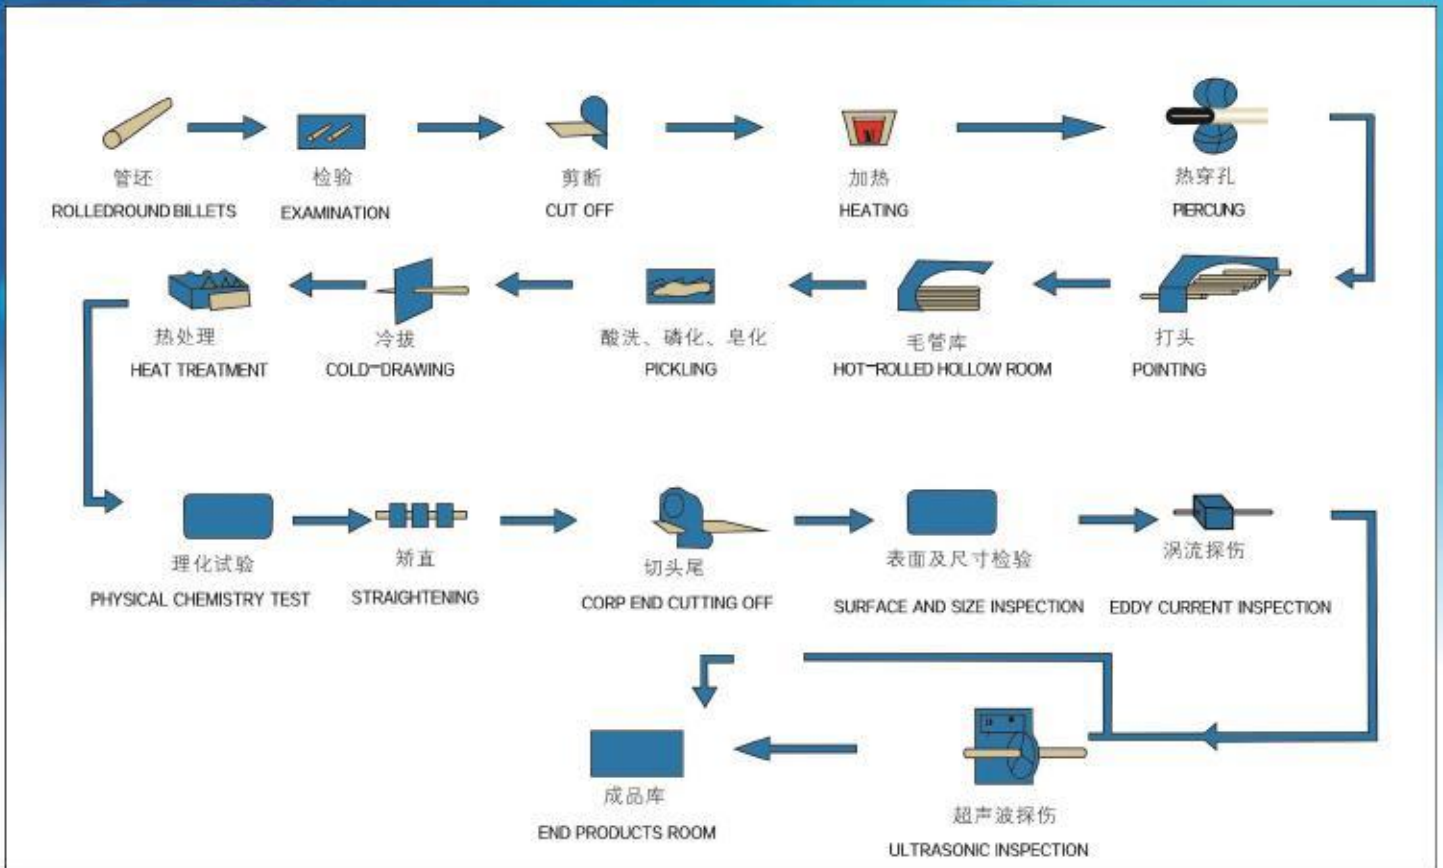 管坯
ROLLEDROUND BILLETS
检验
EXAMINATION
剪断
CUT OFF
加热
HEATING
热穿孔
PIERCUNG
热处理
HEAT TREATMENT
冷拔
COLD-DRAWING
酸洗、磷化、皂化
PICKLING
毛管库
HOT-ROLLED HOLLOW ROOM
打头
POINTING
理化试验
PHYSICAL CHEMISTRY TEST
矫直
STRAIGHTENING
切头尾
CORP END CUTTING OFF
表面及尺寸检验
SURFACE AND SIZE INSPECTION
涡流探伤
EDDY CURRENT INSPECTION
成品库
END PRODUCTS ROOM
超声波探伤
ULTRASONIC INSPECTION